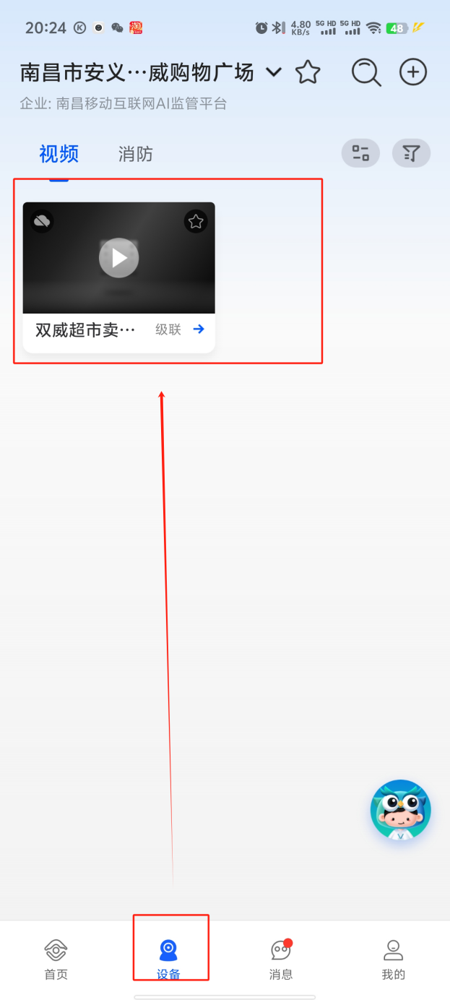 20:24 4.80 KB/s 5G HD 5G HD 48
南昌市安义···威购物广场
企业: 南昌移动互联网AI监管平台
视频 消防
双威超市卖··· 级联
首页 设备 消息 我的